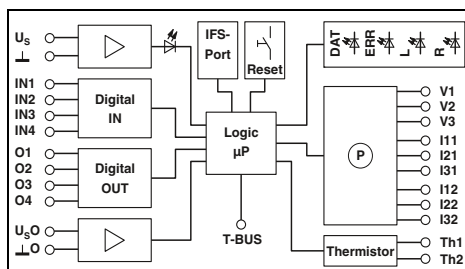 U_S
⊥
IFS-
Port
Reset
DAT
ERR
L
R
IN1
IN2
IN3
IN4
Digital
IN
O1
O2
O3
O4
Digital
OUT
U_SO
⊥O
Logic
µP
T-BUS
P
V1
V2
V3
I11
I21
I31
I12
I22
I32
Thermistor
Th1
Th2